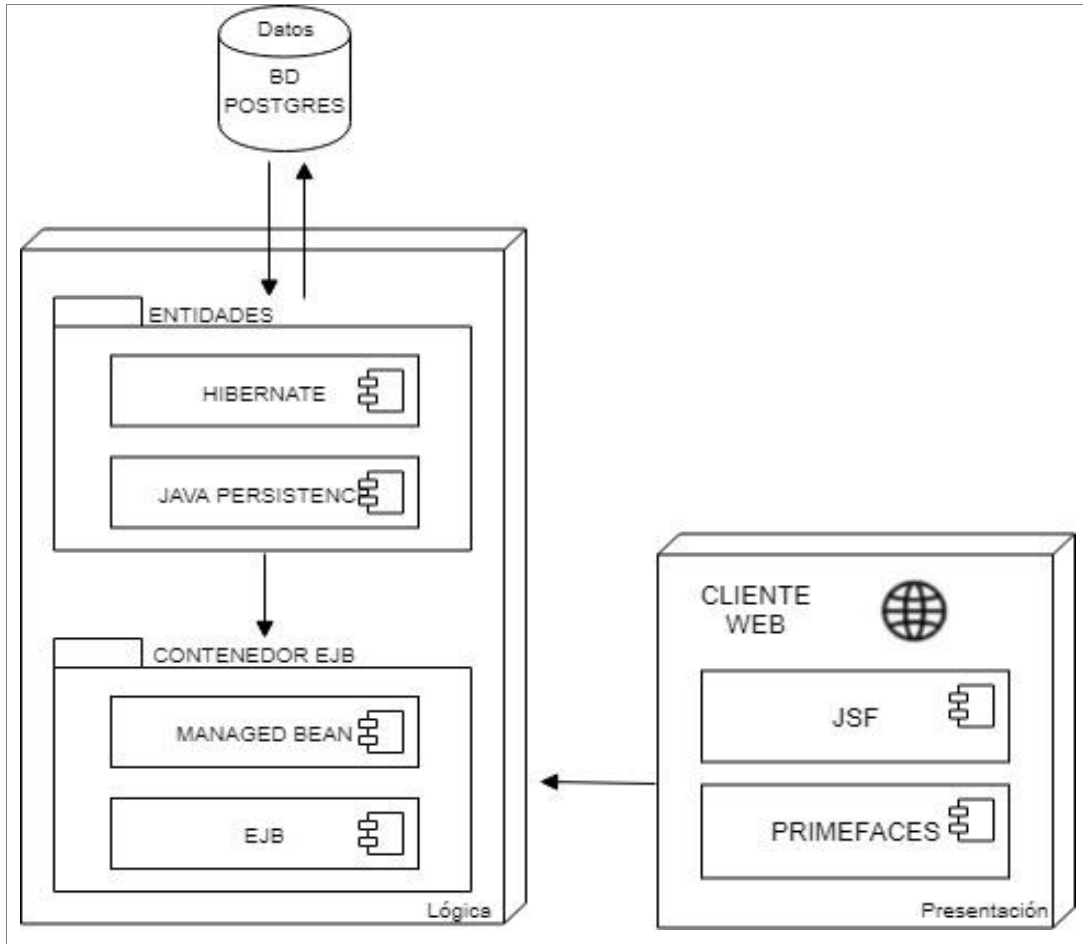 Datos
BD
POSTGRES
ENTIDADES
HIBERNATE
JAVA PERSISTENC
CONTENEDOR EJB
MANAGED BEAN
EJB
Lógica
CLIENTE
WEB
JSF
PRIMEFACES
Presentación